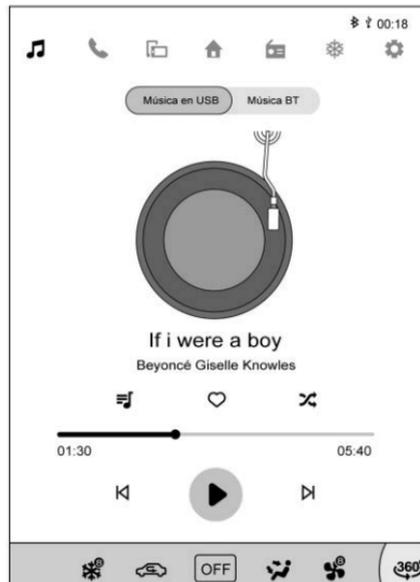 00:18
Música en USB Música BT
If i were a boy
Beyoncé Giselle Knowles
01:30 05:40
OFF 360